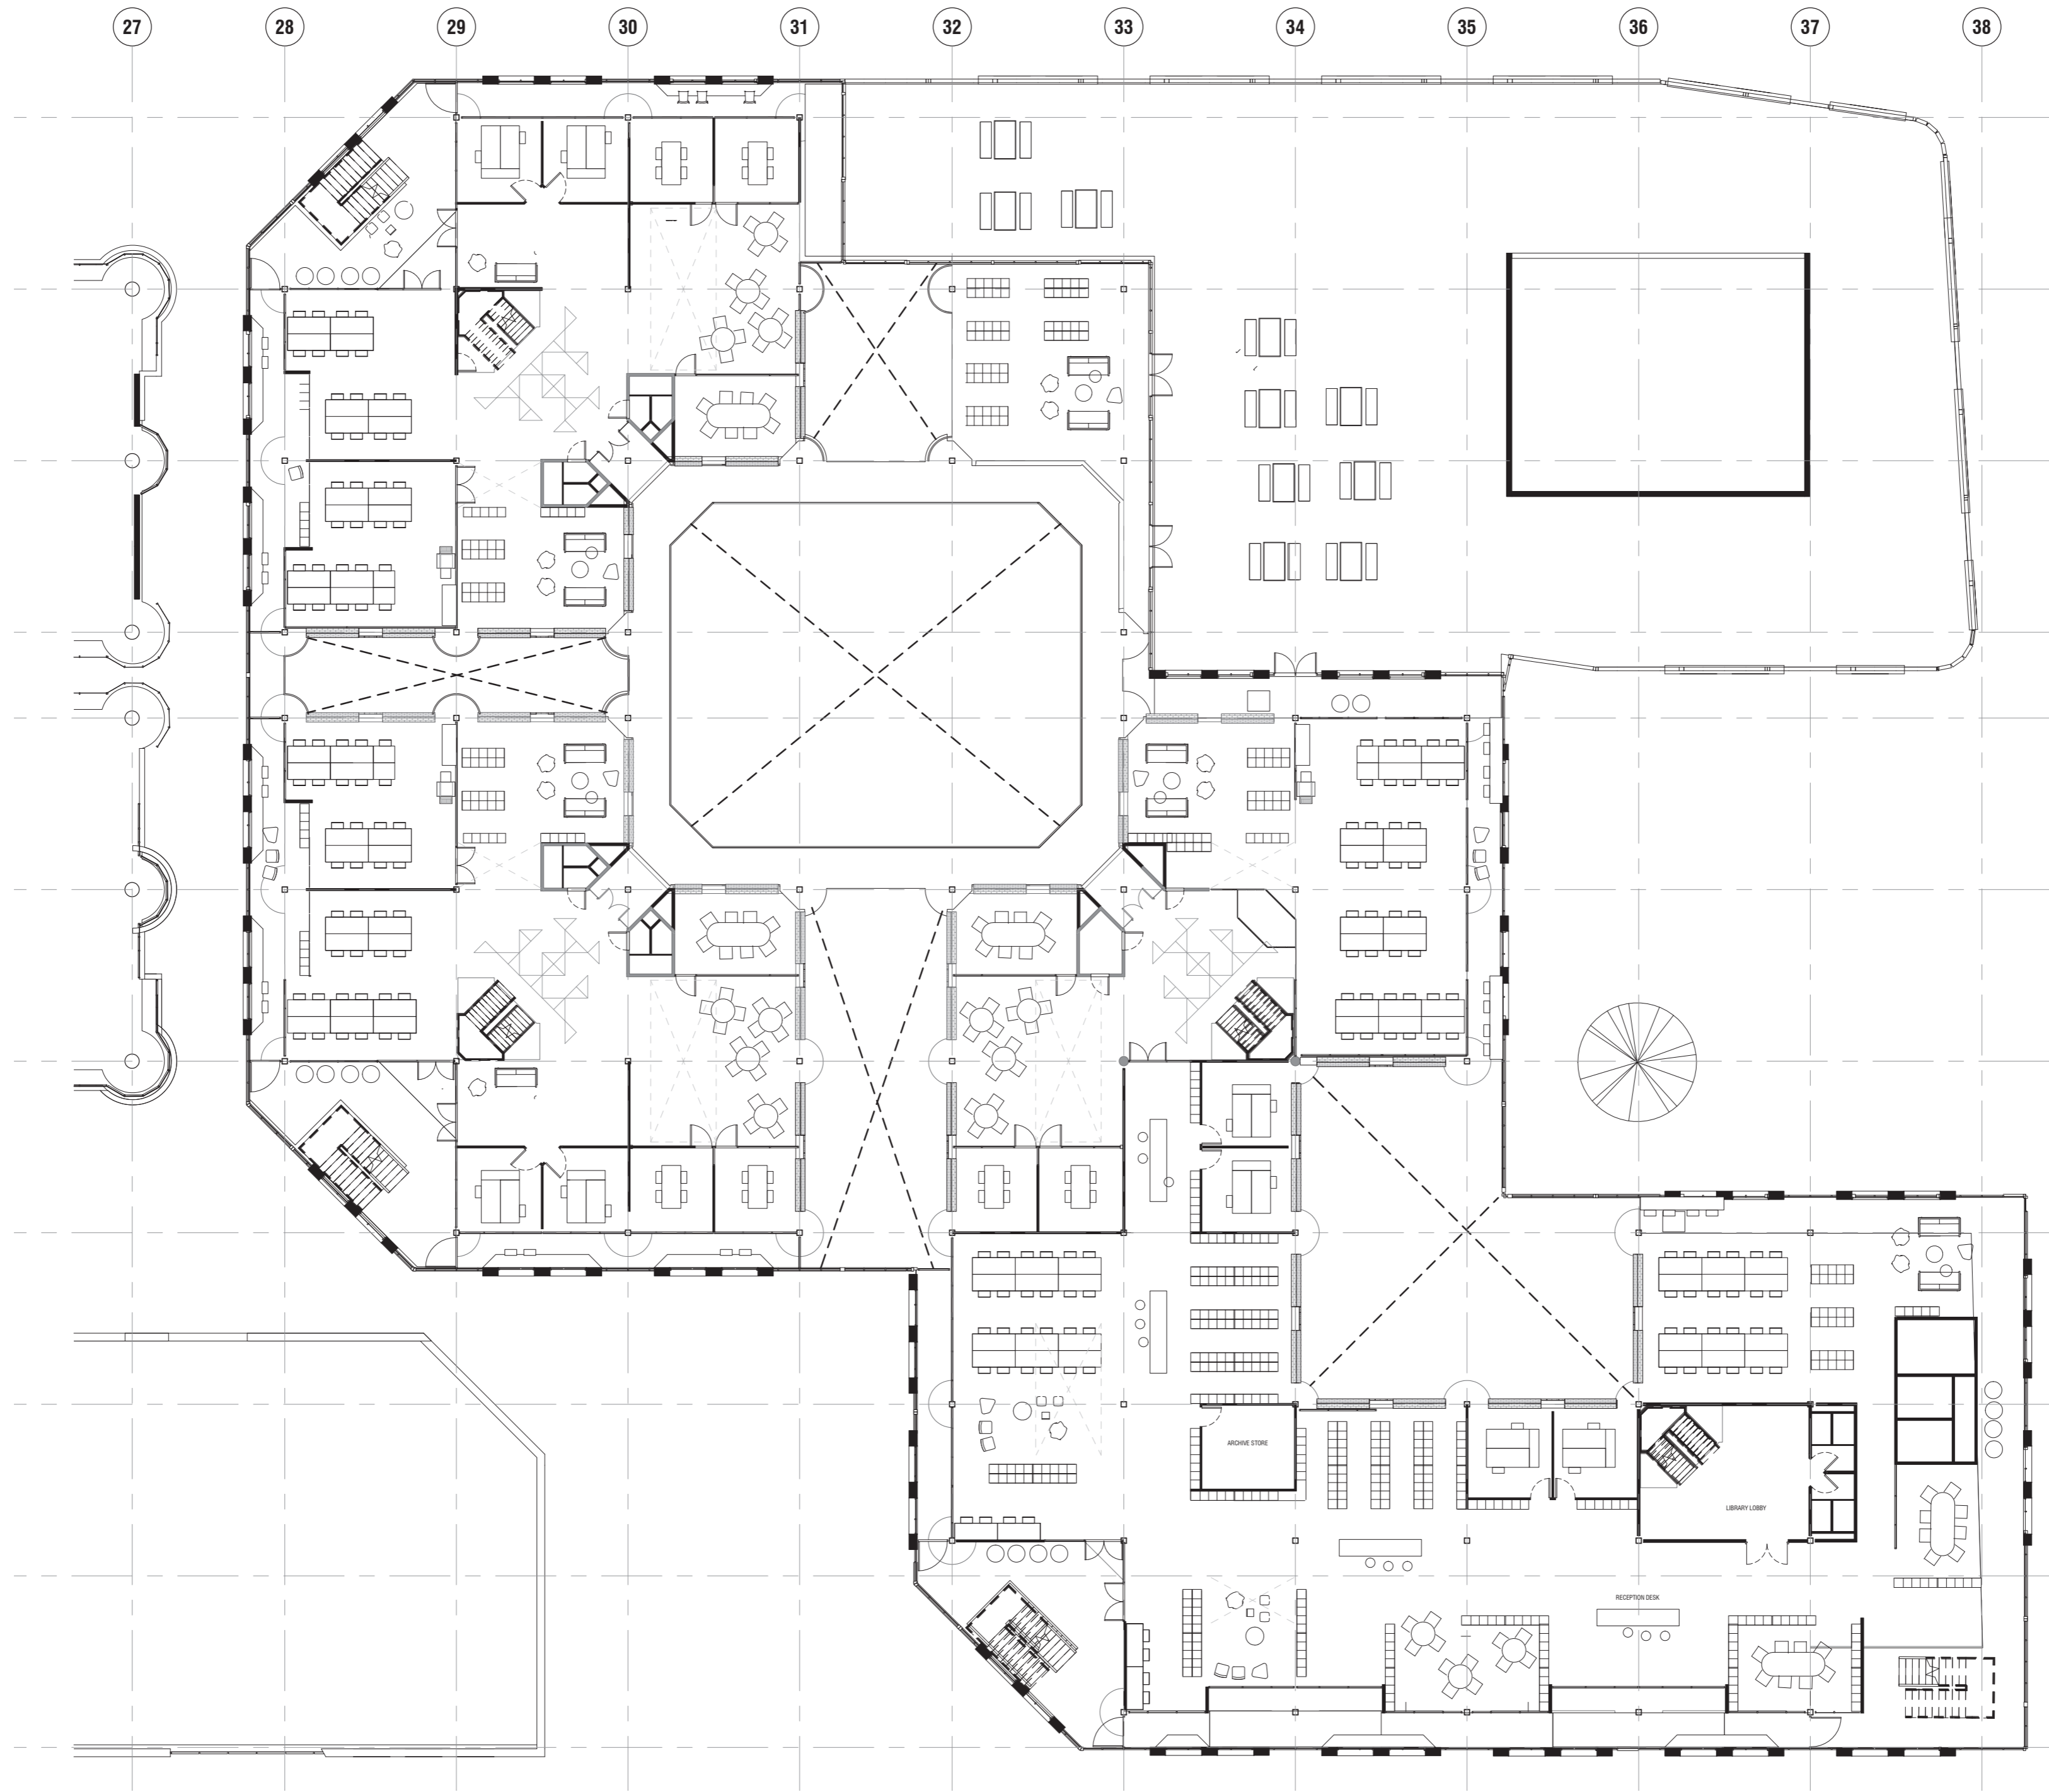 27 28 29 30 31 32 33 34 35 36 37 38
ARCHIVE STORE
LIBRARY LOBBY
RECEPTION DESK